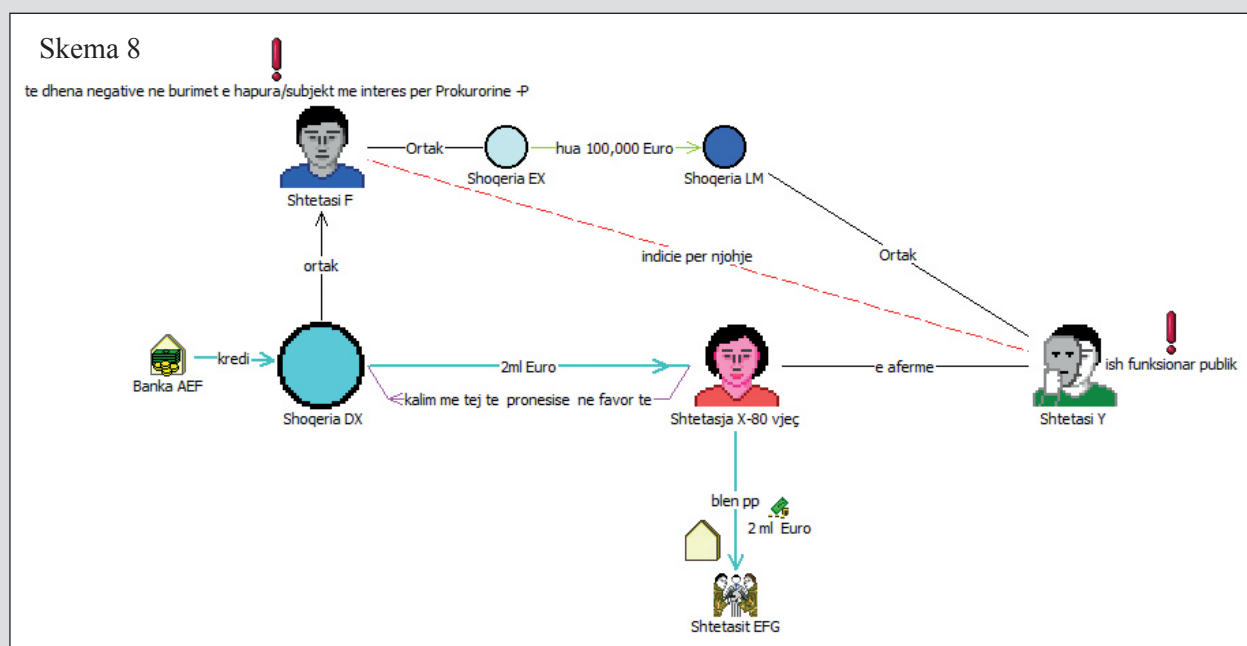 Skema 8
te dhena negative ne burimet e hapura/subjekt me interes per Prokurorine -P
Ortak
hua 100,000 Euro
Shoqeria EX
Shoqeria LM
Shtetasi F
indicie per njohje
Ortak
ortak
kredi
2ml Euro
e aferme
ish funksionar publik
Banka AEF
kalim me tej te pronesise ne favor te
Shoqeria DX
Shtetasja X-80 vjeç
Shtetasi Y
blen pp
2 ml Euro
Shtetasit EFG